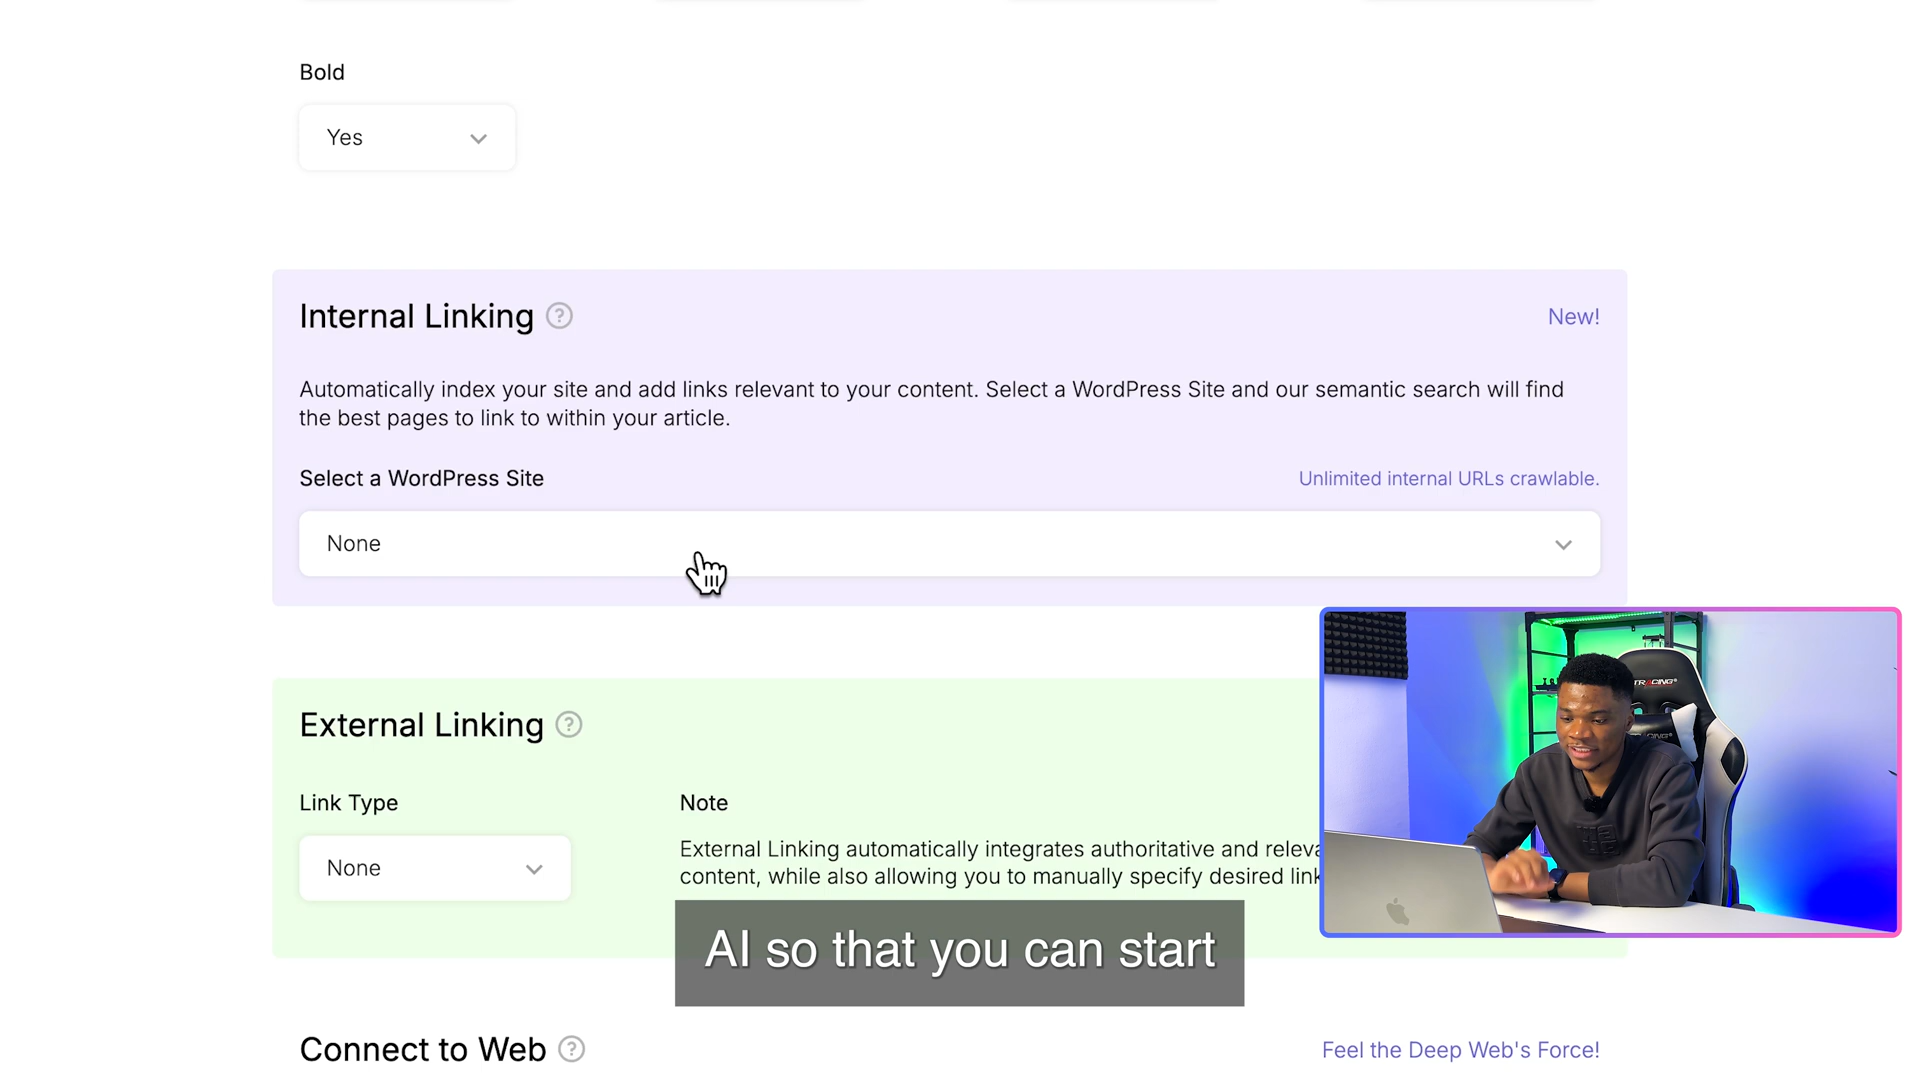 Bold
Yes
Internal Linking ?
New!
Automatically index your site and add links relevant to your content. Select a WordPress Site and our semantic search will find
the best pages to link to within your article.
Select a WordPress Site
Unlimited internal URLs crawlable.
None
External Linking ?
Link Type
Note
None
External Linking automatically integrates authoritative and
content, while also allowing you to manually specify desired
AI so that you can start
Connect to Web ?
Feel the Deep Web's Force!